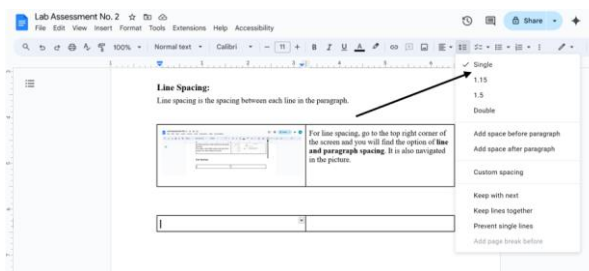 Lab Assessment No. 2
File Edit View Insert Format Tools Extensions Help Accessibility
Share
100% Normal text Calibri - 11 + B I U A
Line Spacing:
Line spacing is the spacing between each line in the paragraph.
For line spacing, go to the top right corner of
the screen and you will find the option of line
and paragraph spacing. It is also navigated
in the picture.
Single
1.15
1.5
Double
Add space before paragraph
Add space after paragraph
Custom spacing
Keep with next
Keep lines together
Prevent single lines
Add page break before